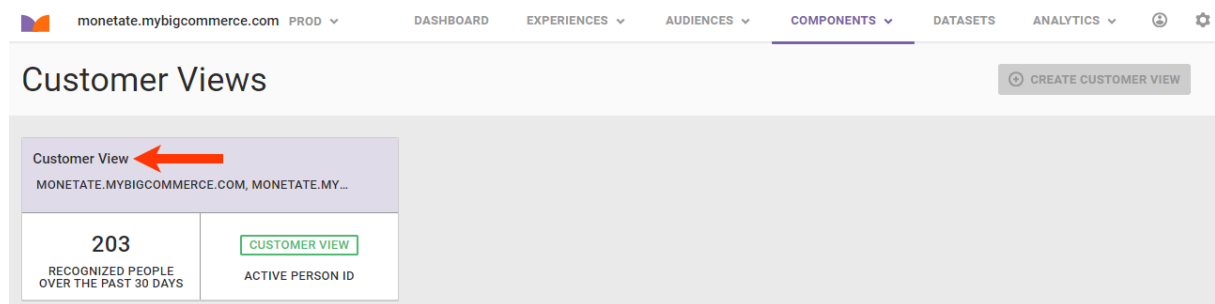 monetate.mybigcommerce.com PROD DASHBOARD EXPERIENCES AUDIENCES COMPONENTS DATASETS ANALYTICS
Customer Views
CREATE CUSTOMER VIEW
Customer View
MONETATE.MYBIGCOMMERCE.COM, MONETATE.MY...
203
RECOGNIZED PEOPLE
OVER THE PAST 30 DAYS
CUSTOMER VIEW
ACTIVE PERSON ID